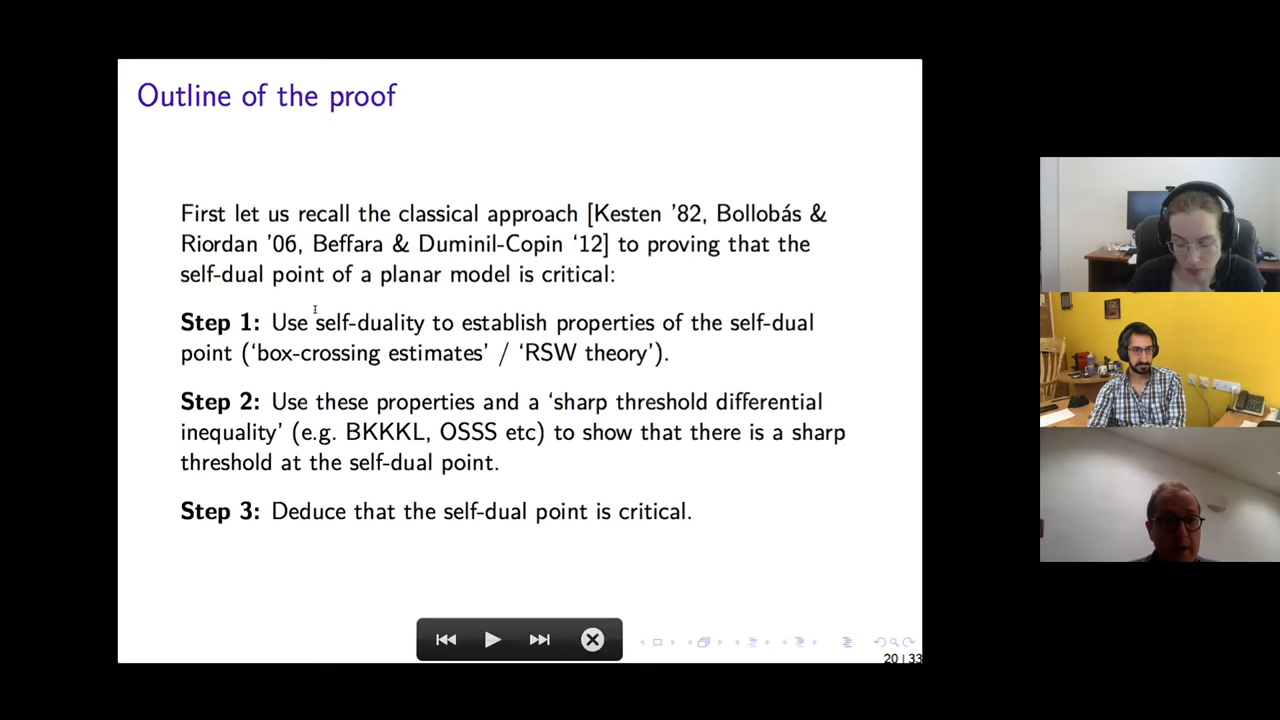 Outline of the proof
First let us recall the classical approach [Kesten '82, Bollobás &
Riordan '06, Beffara & Duminil-Copin ‘12] to proving that the
self-dual point of a planar model is critical:
Step 1: Use self-duality to establish properties of the self-dual
point (‘box-crossing estimates’ / ‘RSW theory’).
Step 2: Use these properties and a ‘sharp threshold differential
inequality’ (e.g. BKKKL, OSSS etc) to show that there is a sharp
threshold at the self-dual point.
Step 3: Deduce that the self-dual point is critical.
20 | 33